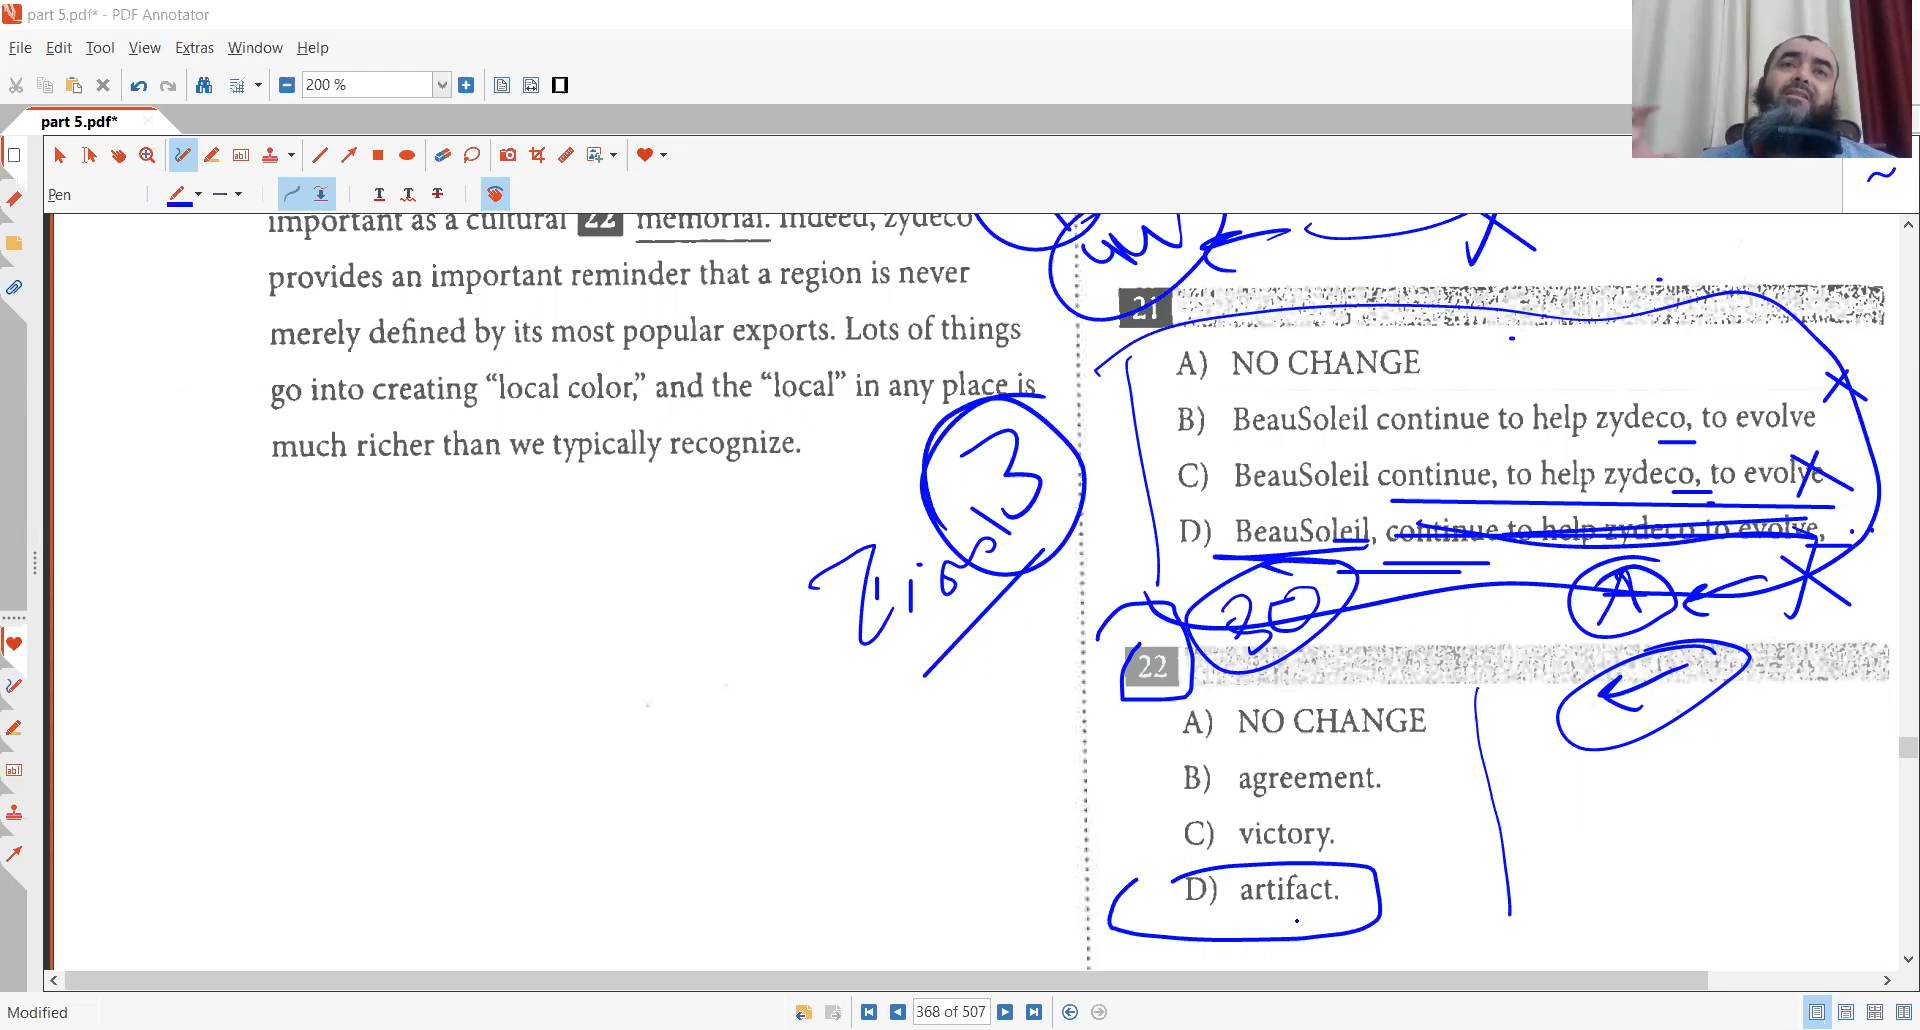 part 5.pdf* - PDF Annotator
File Edit Tool View Extras Window Help
200 %
part 5.pdf*
Pen
important as a cultural 22 memorial. Indeed, zydeco
provides an important reminder that a region is never
merely defined by its most popular exports. Lots of things
go into creating “local color,” and the “local” in any place is
much richer than we typically recognize.
13
21
A) NO CHANGE
B) BeauSoleil continue to help zydeco, to evolve
C) BeauSoleil continue, to help zydeco, to evolve
D) BeauSoleil, continue to help zydeco to evolve,
30
A
22
A) NO CHANGE
B) agreement.
C) victory.
D) artifact.
Modified
368 of 507